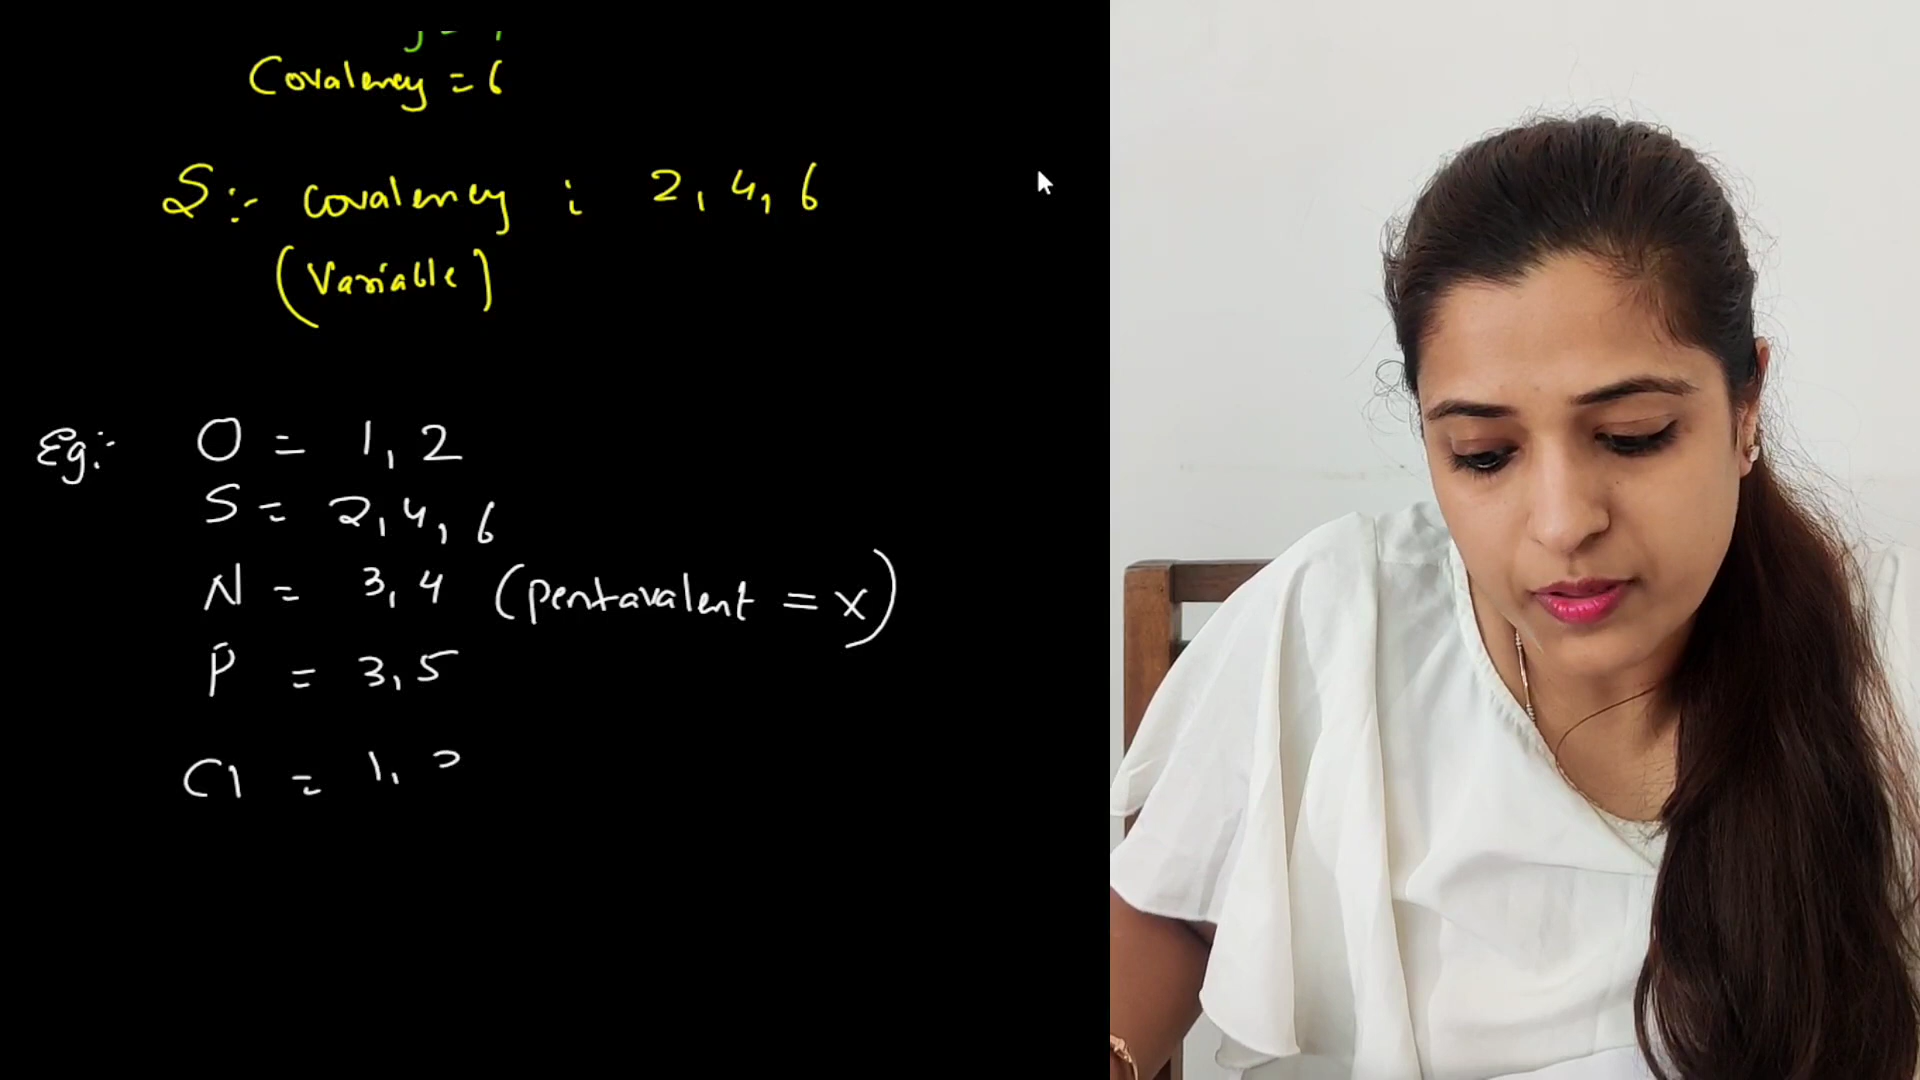 Covalency = 6
S :- covalency : 2, 4, 6
(Variable)
Eg:- O = 1, 2
S = 2, 4, 6
N = 3, 4 (pentavalent = x)
P = 3, 5
Cl = 1,